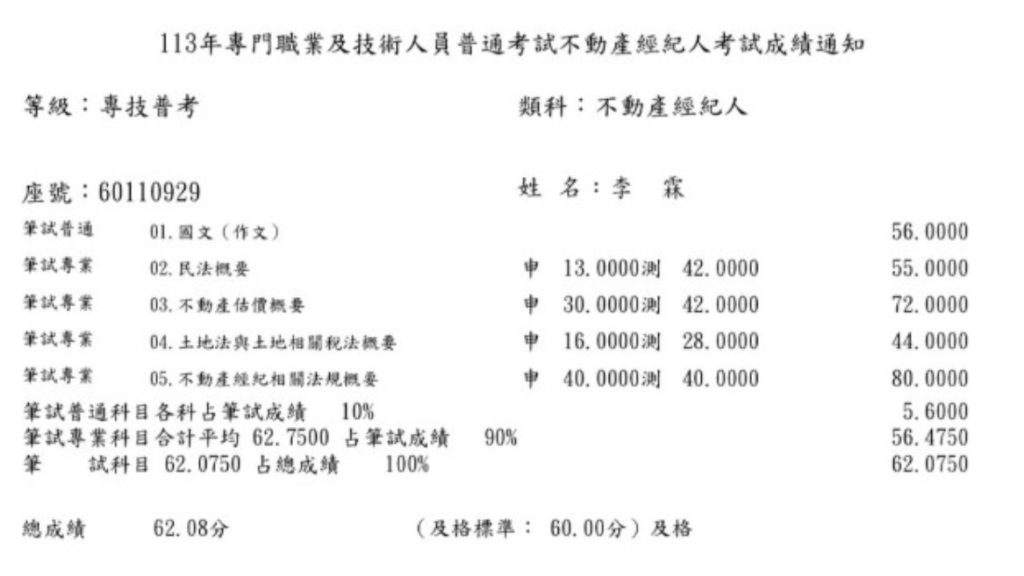 113年專門職業及技術人員普通考試不動產經紀人考試成績通知
等級：專技普考 類科：不動產經紀人
座號：60110929 姓 名：李 霖
筆試普通 01.國文（作文） 56.0000
筆試專業 02.民法概要 申 13.0000測 42.0000 55.0000
筆試專業 03.不動產估價概要 申 30.0000測 42.0000 72.0000
筆試專業 04.土地法與土地相關稅法概要 申 16.0000測 28.0000 44.0000
筆試專業 05.不動產經紀相關法規概要 申 40.0000測 40.0000 80.0000
筆試普通科目各科占筆試成績 10% 5.6000
筆試專業科目合計平均 62.7500 占筆試成績 90% 56.4750
筆 試科目 62.0750 占總成績 100% 62.0750
總成績 62.08分 （及格標準： 60.00分）及格